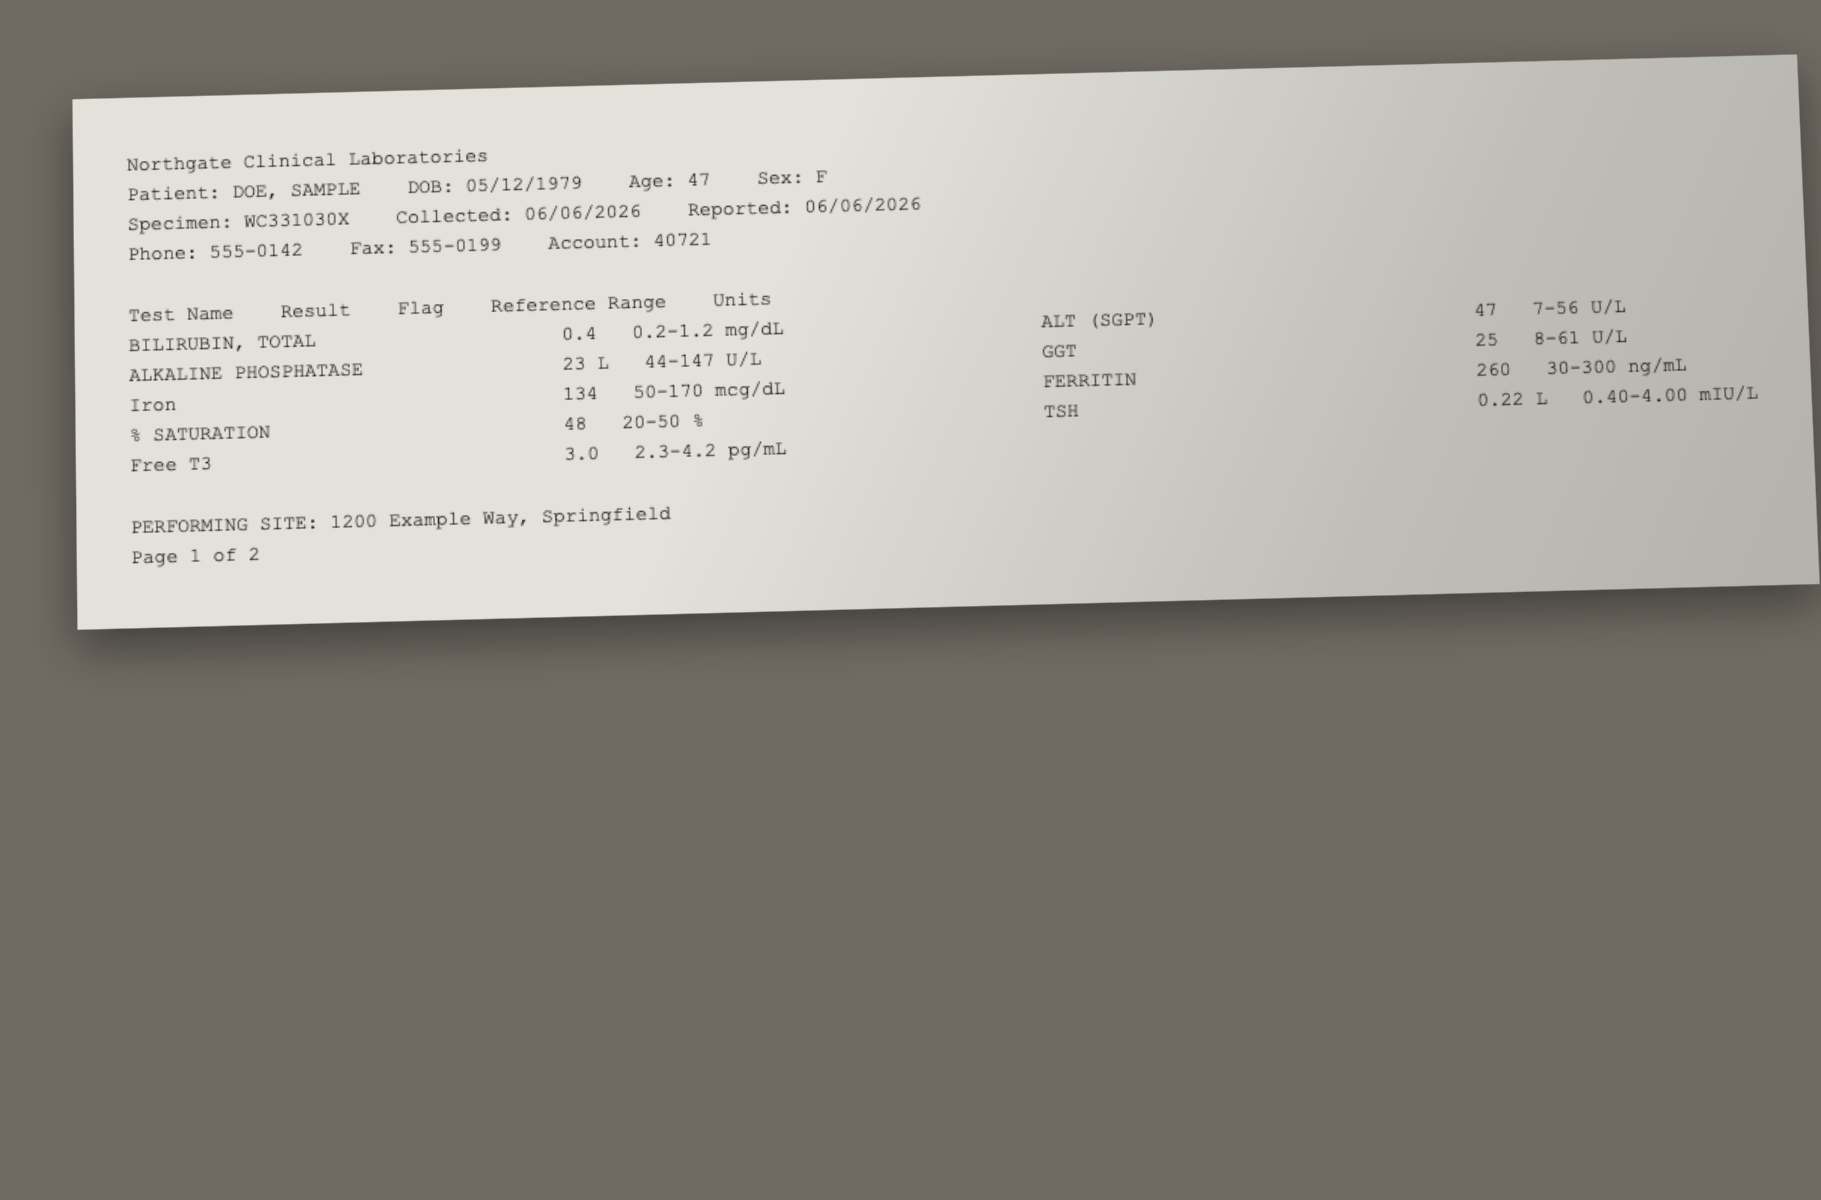 Northgate Clinical Laboratories
Patient: DOE, SAMPLE    DOB: 05/12/1979    Age: 47    Sex: F
Specimen: WC331030X    Collected: 06/06/2026    Reported: 06/06/2026
Phone: 555-0142    Fax: 555-0199    Account: 40721
Test Name    Result    Flag    Reference Range    Units
BILIRUBIN, TOTAL    0.4    0.2-1.2 mg/dL    ALT (SGPT)    47    7-56 U/L
ALKALINE PHOSPHATASE    23 L    44-147 U/L    GGT    25    8-61 U/L
Iron    134    50-170 mcg/dL    FERRITIN    260    30-300 ng/mL
% SATURATION    48    20-50 %    TSH    0.22 L    0.40-4.00 mIU/L
Free T3    3.0    2.3-4.2 pg/mL
PERFORMING SITE: 1200 Example Way, Springfield
Page 1 of 2